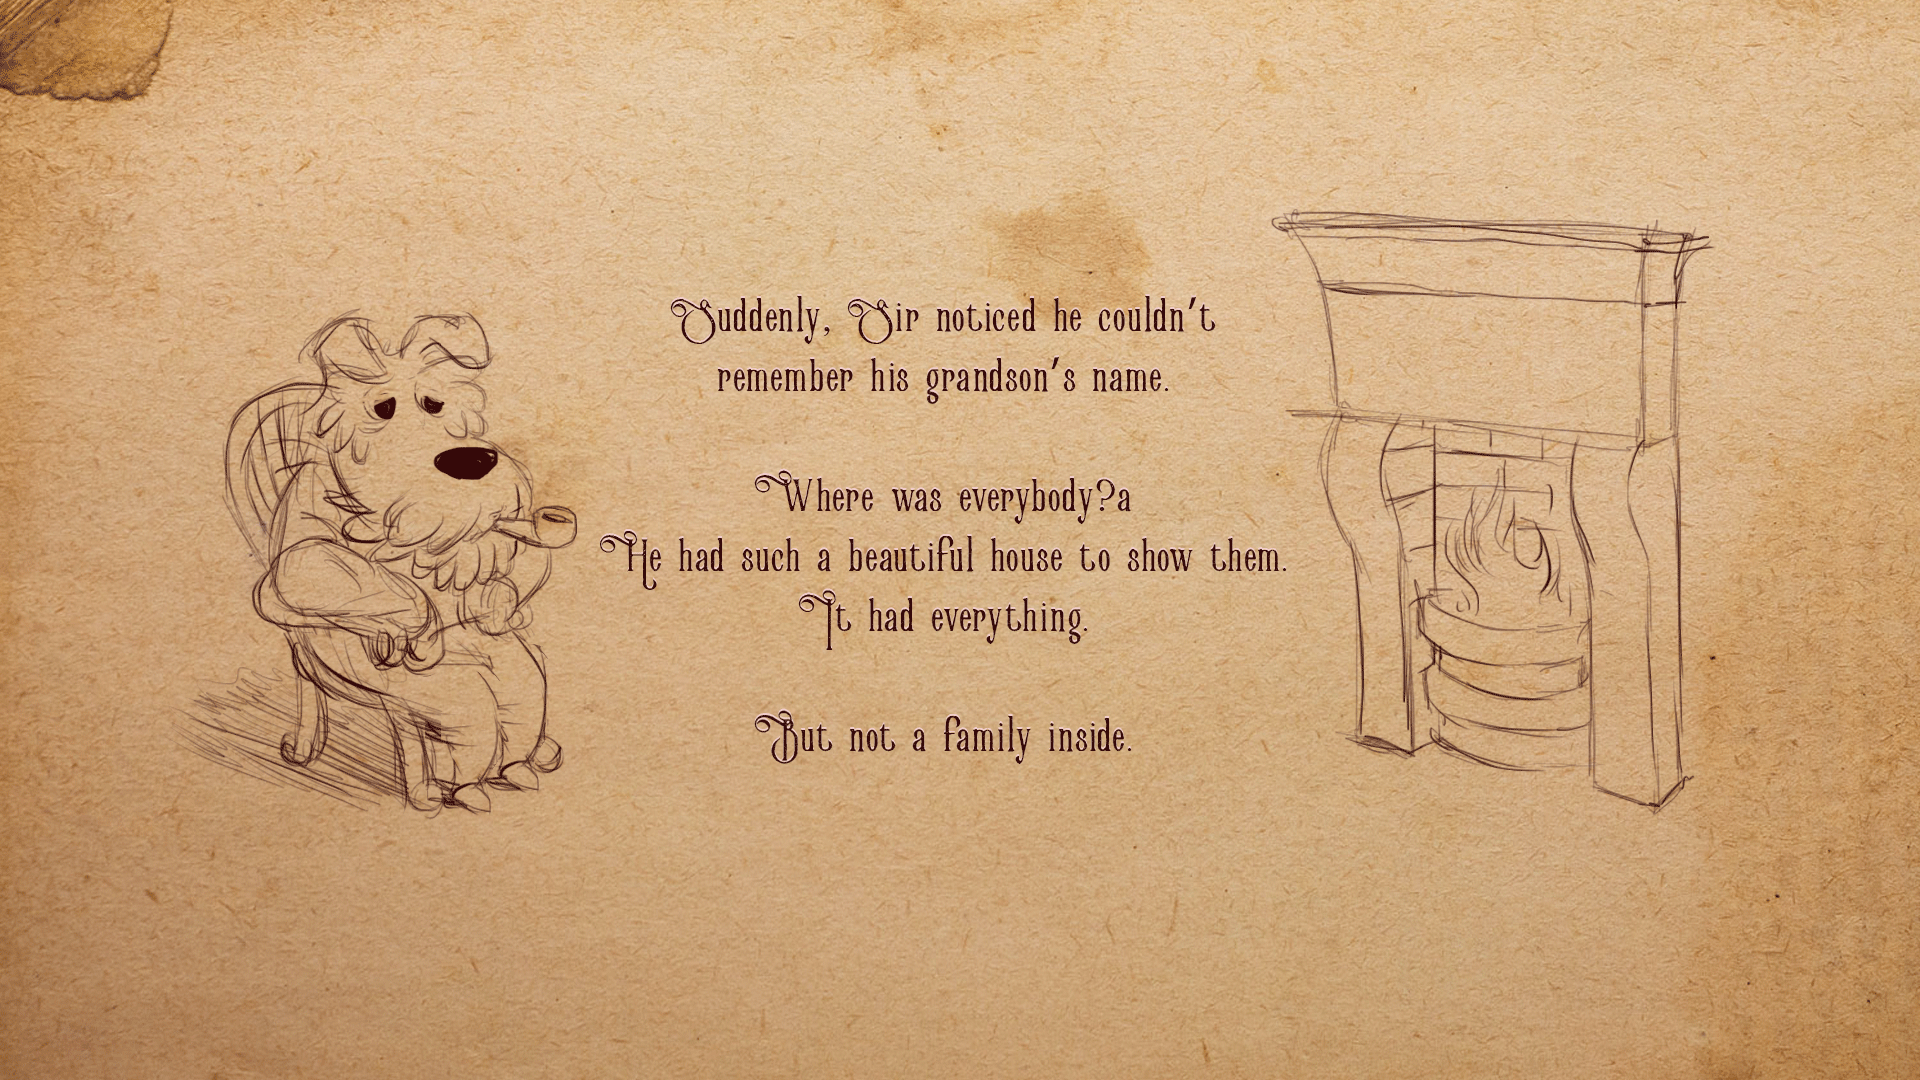 Suddenly, Sir noticed he couldn't
remember his grandson's name.
Where was everybody?a
He had such a beautiful house to show them.
It had everything.
But not a family inside.